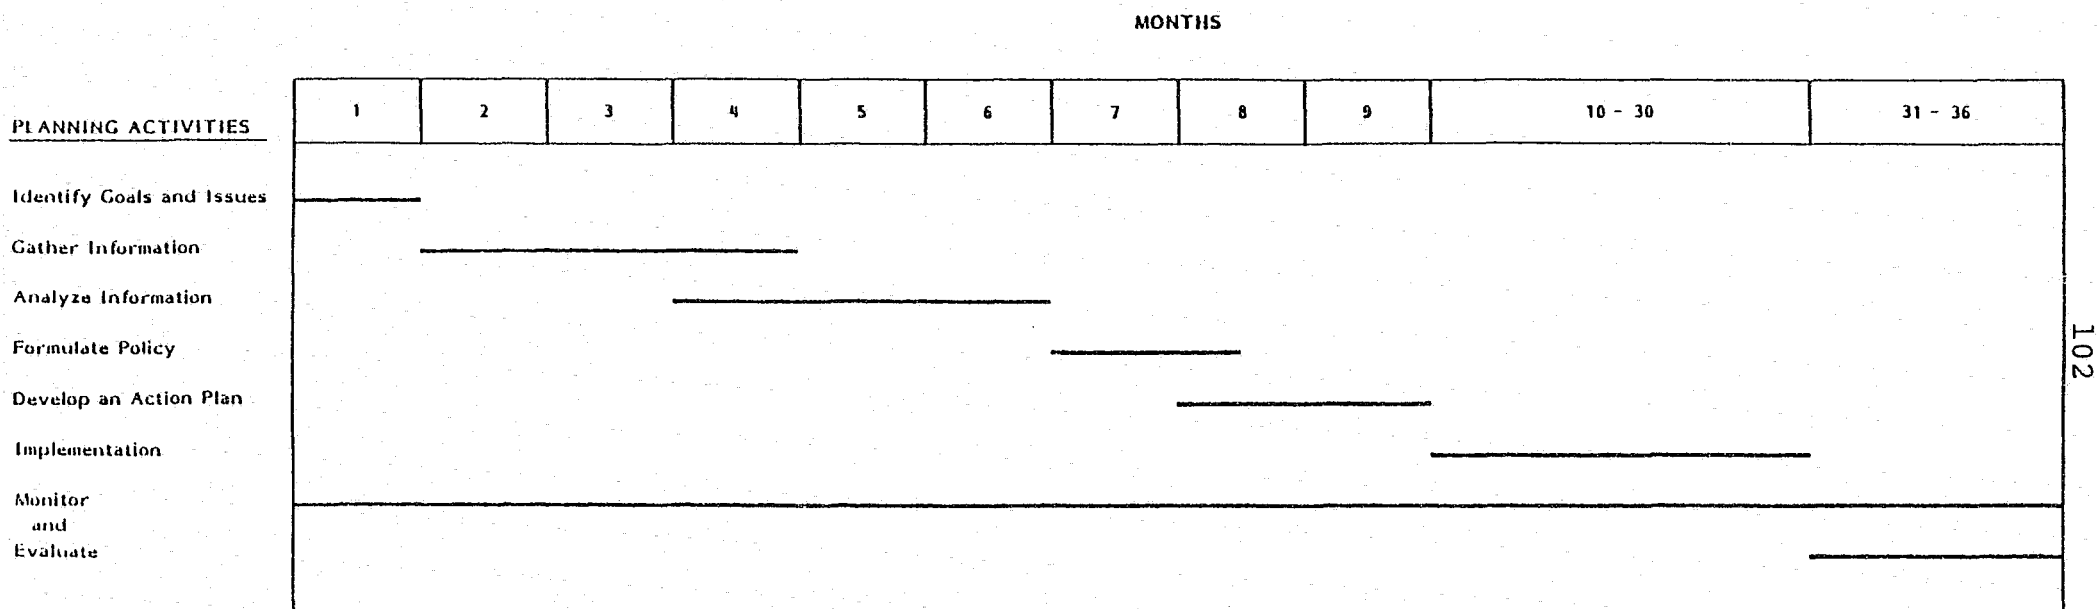 MONTHS
PLANNING ACTIVITIES
1 2 3 4 5 6 7 8 9 10 - 30 31 - 36
Identify Goals and Issues
Gather Information
Analyze Information
Formulate Policy
Develop an Action Plan
Implementation
Monitor
and
Evaluate
102